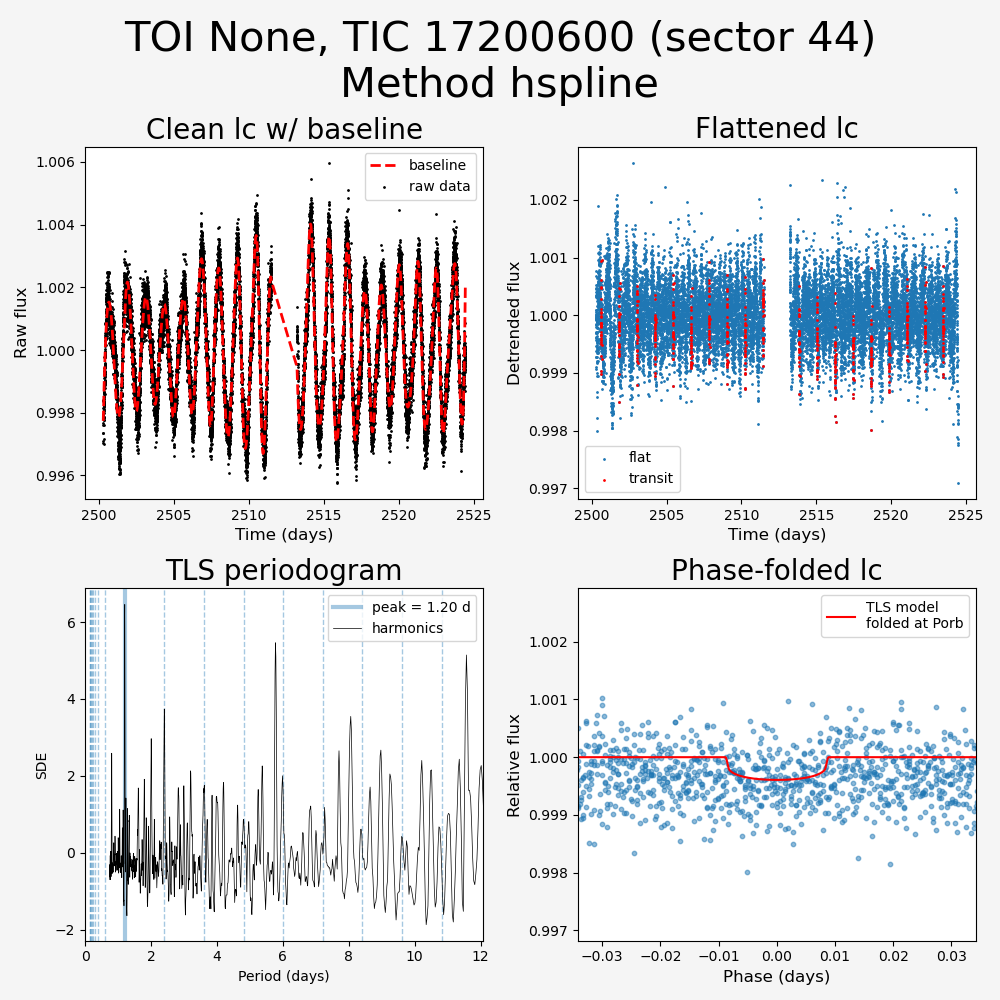 TOI None, TIC 17200600 (sector 44)
Method hspline
Clean lc w/ baseline
Raw flux
1.006
1.004
1.002
1.000
0.998
0.996
baseline
raw data
2500 2505 2510 2515 2520 2525
Time (days)
Flattened lc
Detrended flux
1.002
1.001
1.000
0.999
0.998
0.997
flat
transit
2500 2505 2510 2515 2520 2525
Time (days)
TLS periodogram
SDE
6
4
2
0
−2
peak = 1.20 d
harmonics
0 2 4 6 8 10 12
Period (days)
Phase-folded lc
Relative flux
1.002
1.001
1.000
0.999
0.998
0.997
TLS model
folded at Porb
−0.03 −0.02 −0.01 0.00 0.01 0.02 0.03
Phase (days)